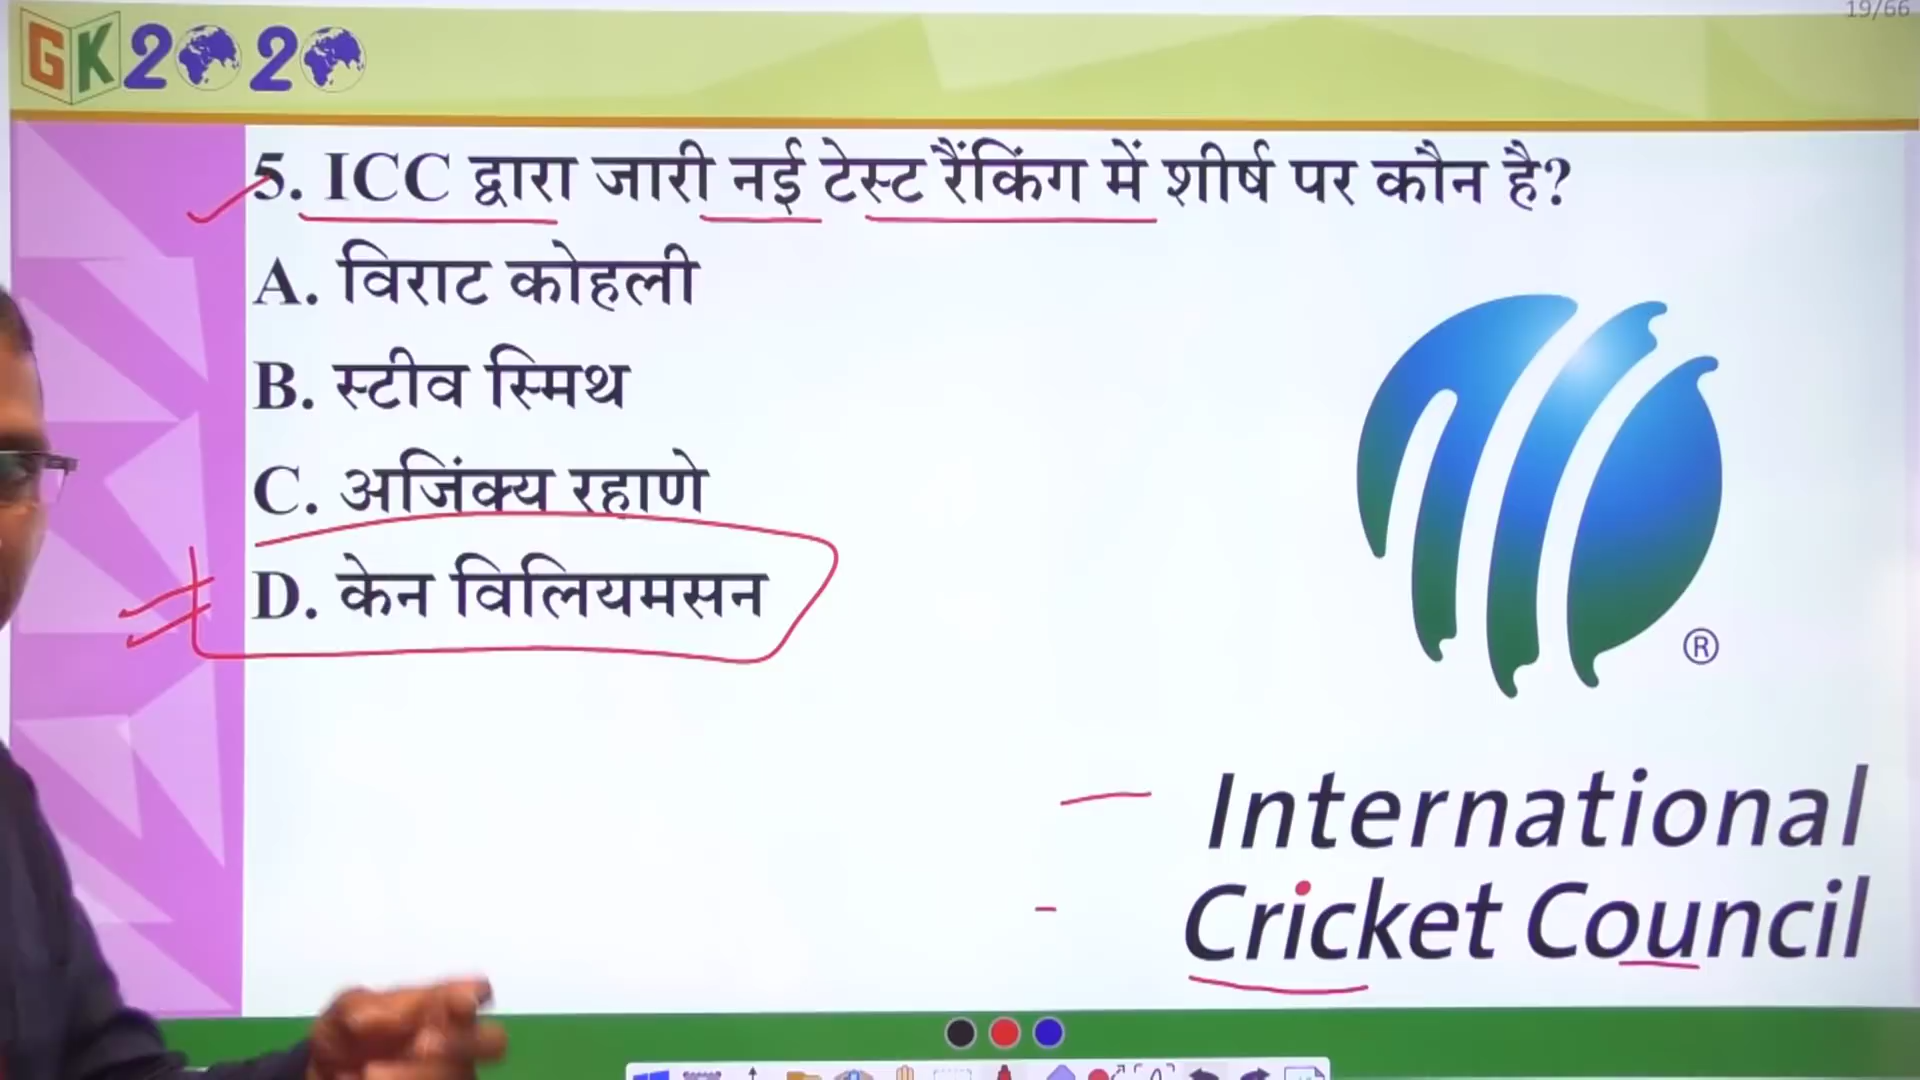 19/66
GK2020
5. ICC द्वारा जारी नई टेस्ट रैंकिंग में शीर्ष पर कौन है?
A. विराट कोहली
B. स्टीव स्मिथ
C. अजिंक्य रहाणे
D. केन विलियमसन
®
International
Cricket Council